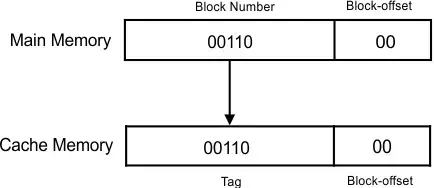 Block Number Block-offset
Main Memory 00110 00
Cache Memory 00110 00
Tag Block-offset